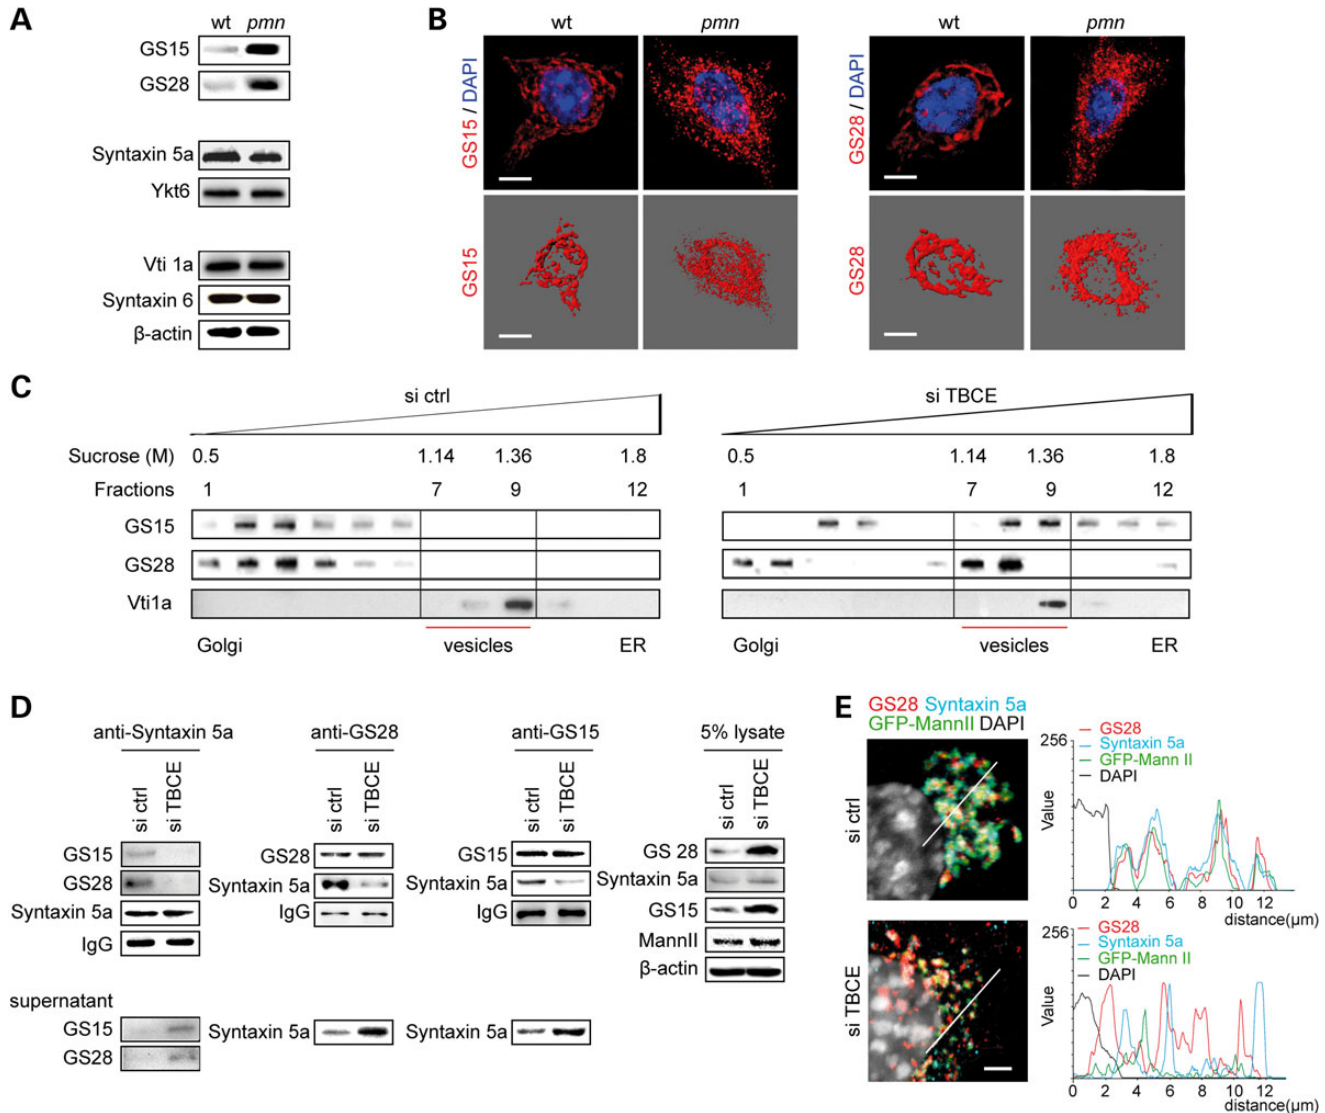 A
wt pmn
GS15
GS28
Syntaxin 5a
Ykt6
Vti 1a
Syntaxin 6
β-actin
B
wt pmn wt pmn
GS15 / DAPI
GS28 / DAPI
GS15
GS28
C
si ctrl si TBCE
Sucrose (M) 0.5 1.14 1.36 1.8 0.5 1.14 1.36 1.8
Fractions 1 7 9 12 1 7 9 12
GS15
GS28
Vti1a
Golgi vesicles ER Golgi vesicles ER
D
anti-Syntaxin 5a anti-GS28 anti-GS15 5% lysate
si ctrl si TBCE si ctrl si TBCE si ctrl si TBCE si ctrl si TBCE
GS15
GS28
Syntaxin 5a
IgG
supernatant
GS15
GS28
GS28
Syntaxin 5a
IgG
Syntaxin 5a
GS15
Syntaxin 5a
IgG
Syntaxin 5a
GS 28
Syntaxin 5a
GS15
MannII
β-actin
E
GS28 Syntaxin 5a
GFP-MannII DAPI
si ctrl
256
GS28
Syntaxin 5a
GFP-Mann II
DAPI
Value
0 2 4 6 8 10 12
distance(µm)
si TBCE
256
GS28
Syntaxin 5a
GFP-Mann II
DAPI
Value
0 2 4 6 8 10 12
distance(µm)